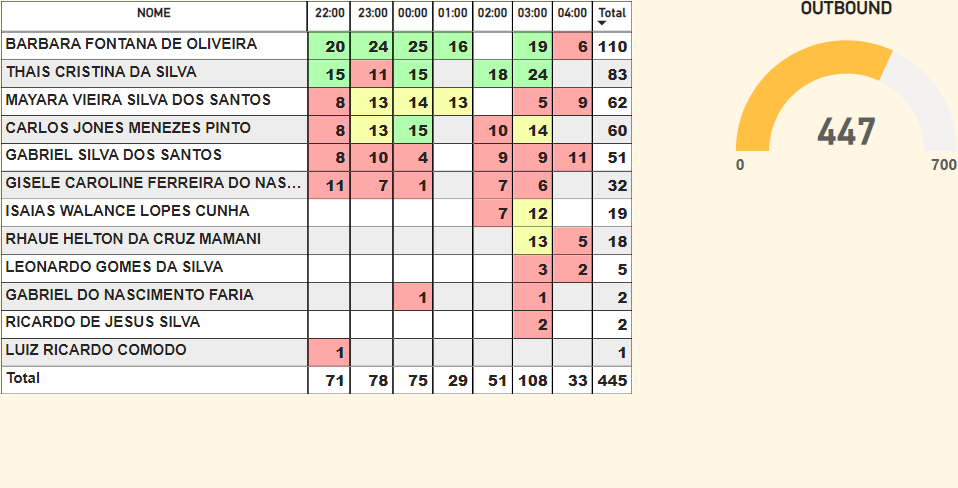 NOME 22:00 23:00 00:00 01:00 02:00 03:00 04:00 Total
BARBARA FONTANA DE OLIVEIRA 20 24 25 16 19 6 110
THAIS CRISTINA DA SILVA 15 11 15 18 24 83
MAYARA VIEIRA SILVA DOS SANTOS 8 13 14 13 5 9 62
CARLOS JONES MENEZES PINTO 8 13 15 10 14 60
GABRIEL SILVA DOS SANTOS 8 10 4 9 9 11 51
GISELE CAROLINE FERREIRA DO NAS... 11 7 1 7 6 32
ISAIAS WALANCE LOPES CUNHA 7 12 19
RHAUE HELTON DA CRUZ MAMANI 13 5 18
LEONARDO GOMES DA SILVA 3 2 5
GABRIEL DO NASCIMENTO FARIA 1 1 2
RICARDO DE JESUS SILVA 2 2
LUIZ RICARDO COMODO 1 1
Total 71 78 75 29 51 108 33 445
OUTBOUND
447
0 700